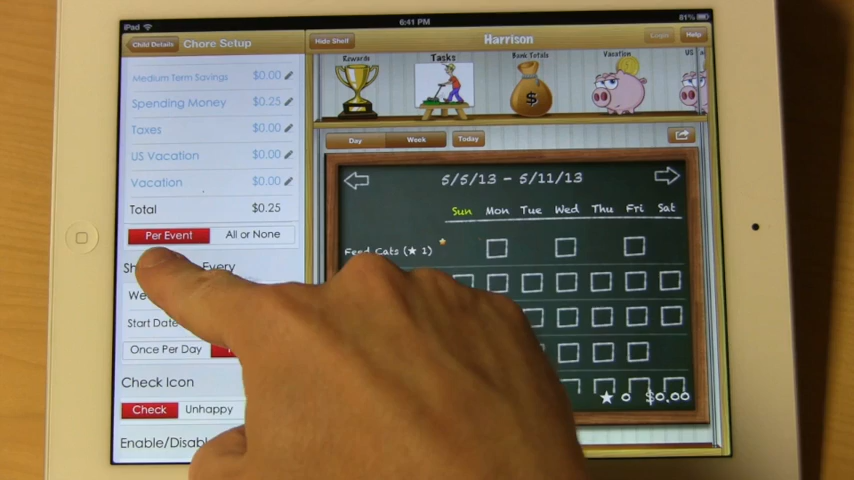 iPad
6:41 PM
81%
Child Details
Chore Setup
Hide Shelf
Harrison
Login
Help
Medium Term Savings $0.00
Spending Money $0.25
Taxes $0.00
US Vacation $0.00
Vacation $0.00
Total $0.25
Per Event
All or None
Every
Start Date
Once Per Day
Check Icon
Check
Unhappy
Rewards
Tasks
Bank Totals
Vacation
US
$
Day
Week
Today
5/5/13 - 5/11/13
Sun Mon Tue Wed Thu Fri Sat
Feed Cats (★ 1)
★ 0 $0.00